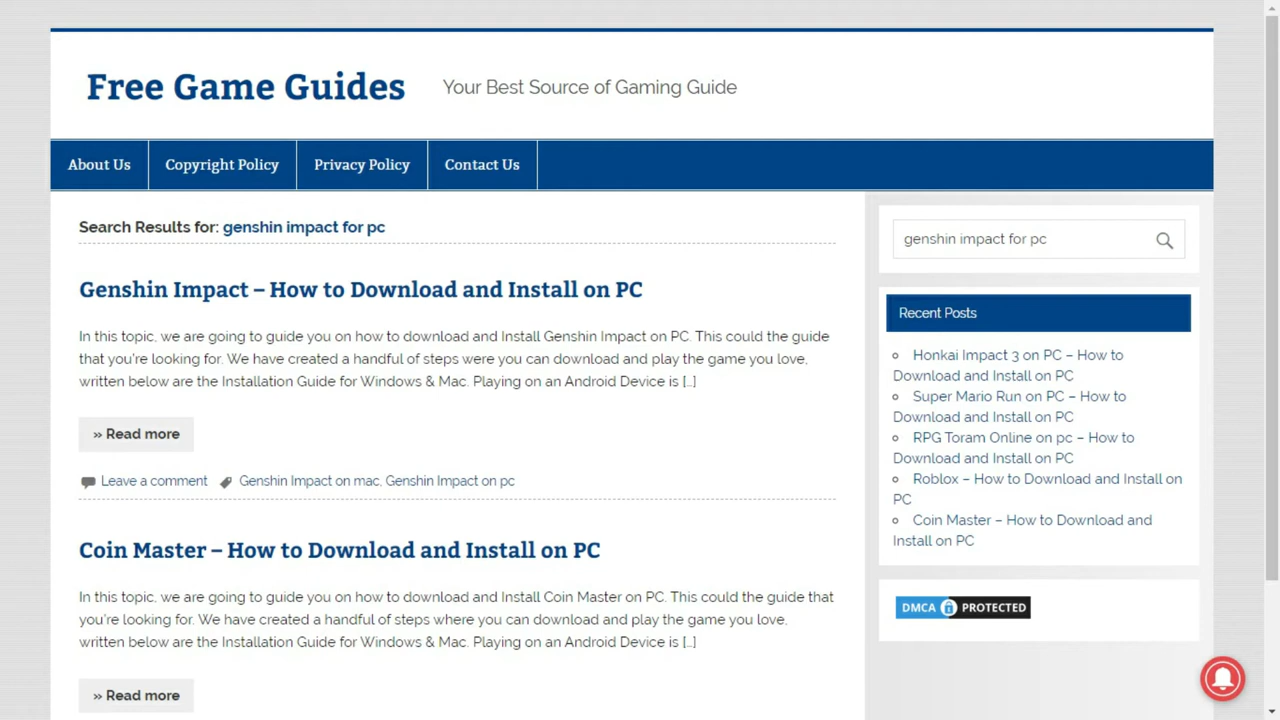 Free Game Guides
Your Best Source of Gaming Guide
About Us
Copyright Policy
Privacy Policy
Contact Us
Search Results for: genshin impact for pc
Genshin Impact – How to Download and Install on PC
In this topic, we are going to guide you on how to download and Install Genshin Impact on PC. This could the guide
that you're looking for. We have created a handful of steps were you can download and play the game you love,
written below are the Installation Guide for Windows & Mac. Playing on an Android Device is [...]
» Read more
Leave a comment
Genshin Impact on mac, Genshin Impact on pc
Coin Master – How to Download and Install on PC
In this topic, we are going to guide you on how to download and Install Coin Master on PC. This could the guide that
you're looking for. We have created a handful of steps where you can download and play the game you love,
written below are the Installation Guide for Windows & Mac. Playing on an Android Device is [...]
» Read more
genshin impact for pc
Recent Posts
Honkai Impact 3 on PC – How to
Download and Install on PC
Super Mario Run on PC – How to
Download and Install on PC
RPG Toram Online on pc – How to
Download and Install on PC
Roblox – How to Download and Install on
PC
Coin Master – How to Download and
Install on PC
DMCA PROTECTED